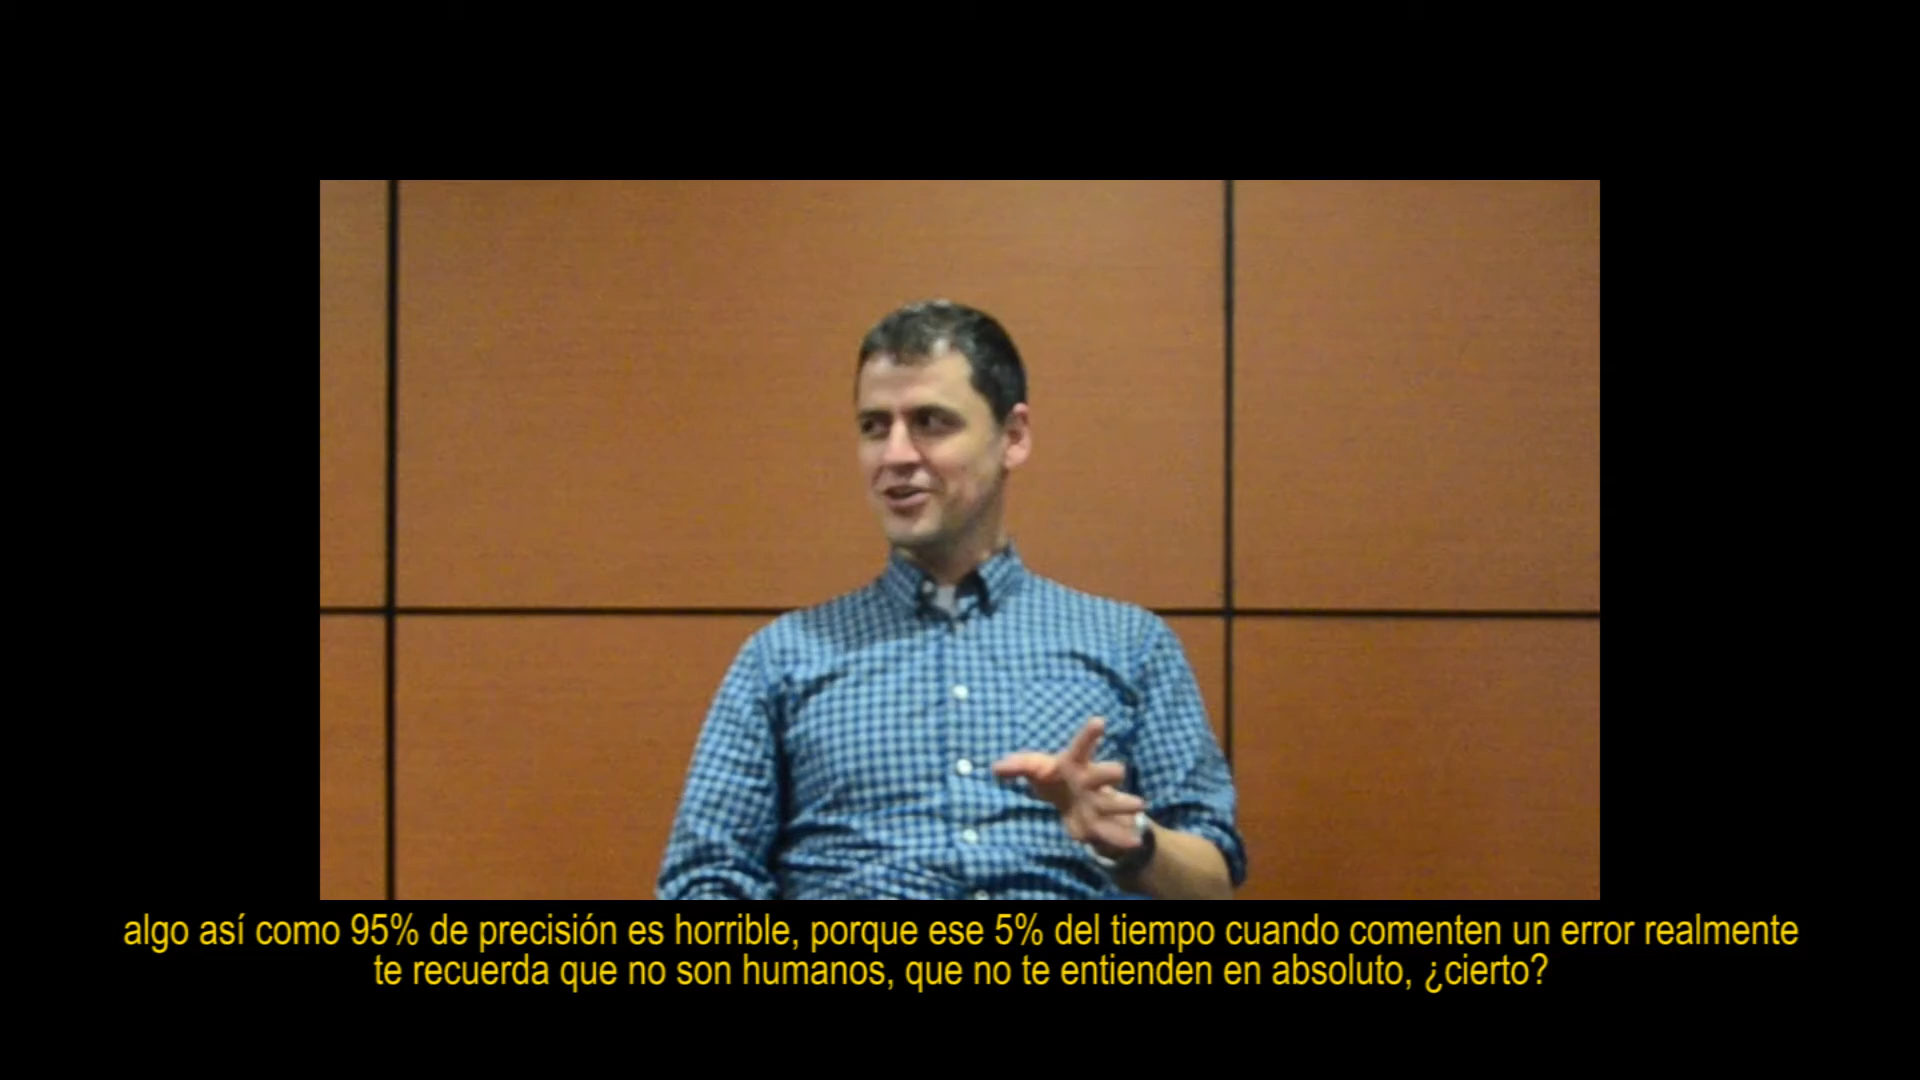 algo así como 95% de precisión es horrible, porque ese 5% del tiempo cuando comenten un error realmente
te recuerda que no son humanos, que no te entienden en absoluto, ¿cierto?